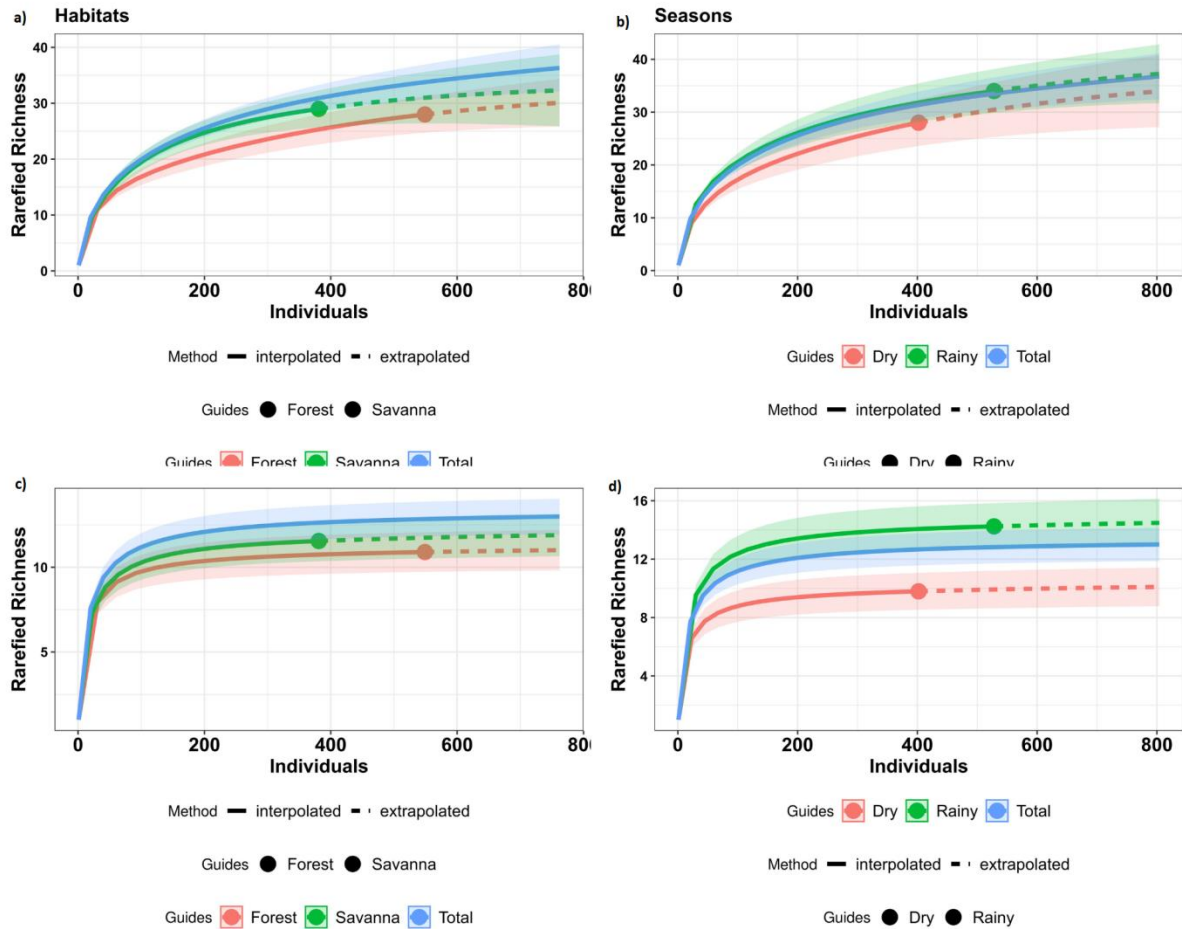 a) Habitats
Rarefied Richness
40
30
20
10
0
0 200 400 600 800
Individuals
Method interpolated extrapolated
Guides Forest Savanna
Guides Forest Savanna Total
b) Seasons
Rarefied Richness
40
30
20
10
0
0 200 400 600 800
Individuals
Guides Dry Rainy Total
Method interpolated extrapolated
Guides Dry Rainy
c)
Rarefied Richness
10
5
0 200 400 600 80
Individuals
Method interpolated extrapolated
Guides Forest Savanna
Guides Forest Savanna Total
d)
Rarefied Richness
16
12
8
4
0 200 400 600 800
Individuals
Guides Dry Rainy Total
Method interpolated extrapolated
Guides Dry Rainy